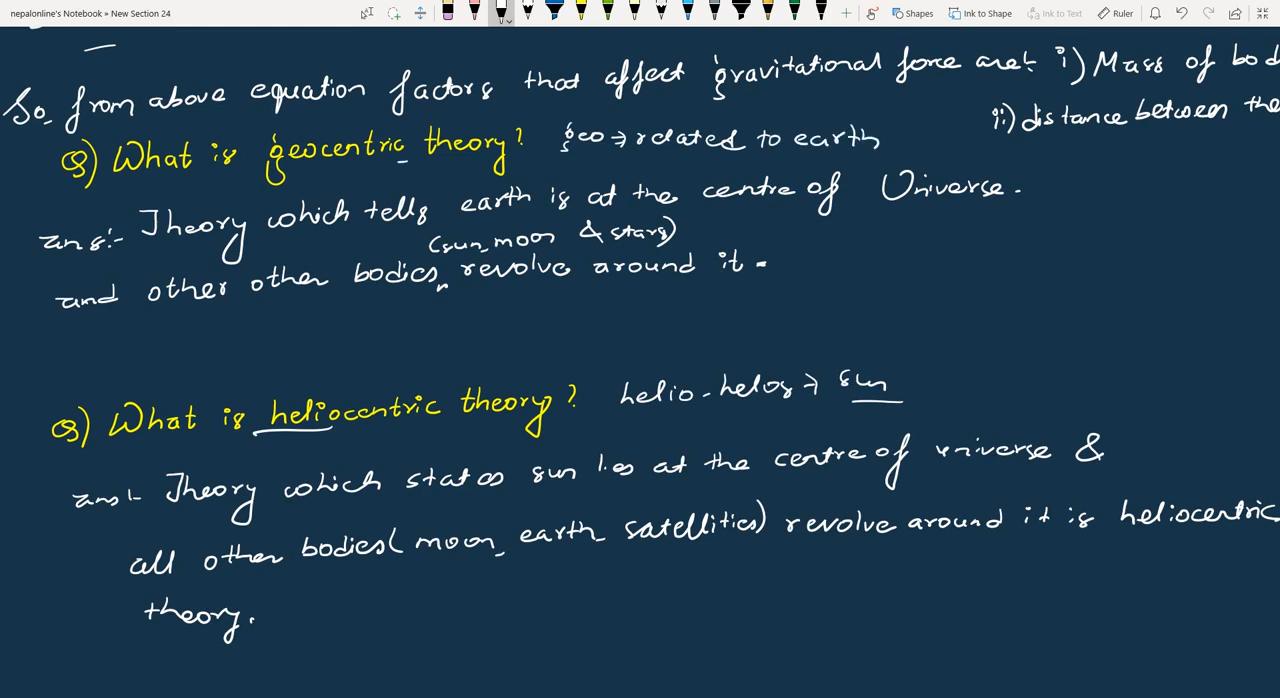 nepalonline's Notebook » New Section 24
Shapes Ink to Shape Ink to Text Ruler
So, from above equation factors that affect gravitational force are:- i) Mass of bod
ii) distance between the
Q) What is geocentric theory? geo → related to earth
ans:- Theory which tells earth is at the centre of Universe.
(sun, moon & stars)
and other other bodies, revolve around it.
Q) What is heliocentric theory? helio - helos → sun
ans:- Theory which states sun lies at the centre of universe &
all other bodies( moon, earth, satellities) revolve around it is heliocentric
theory.